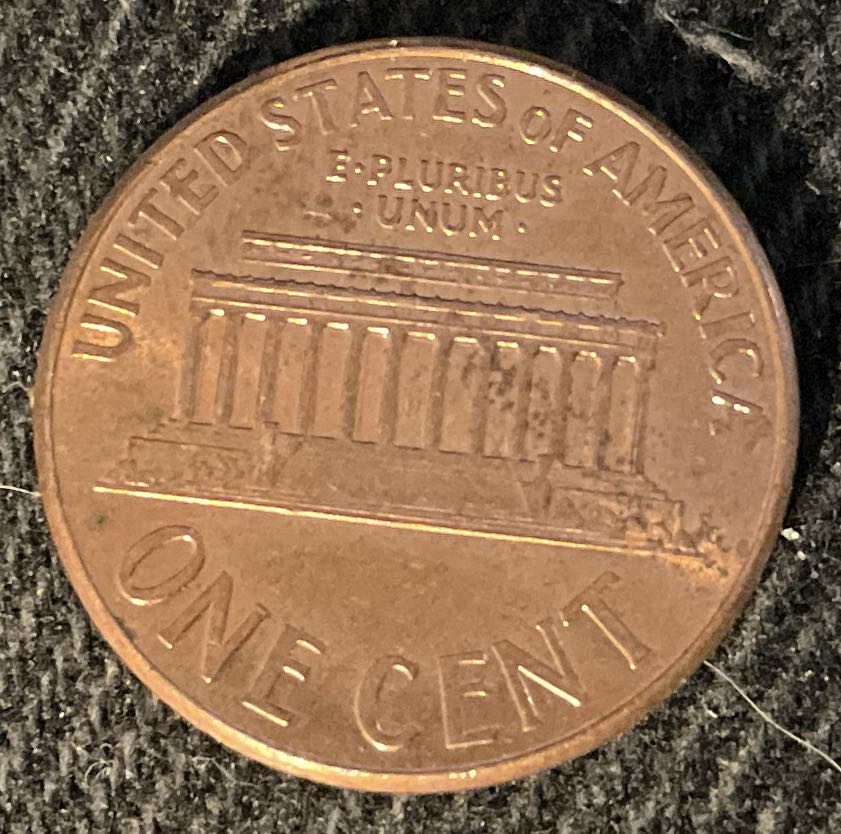 UNITED STATES OF AMERICA
E·PLURIBUS
·UNUM·
ONE CENT